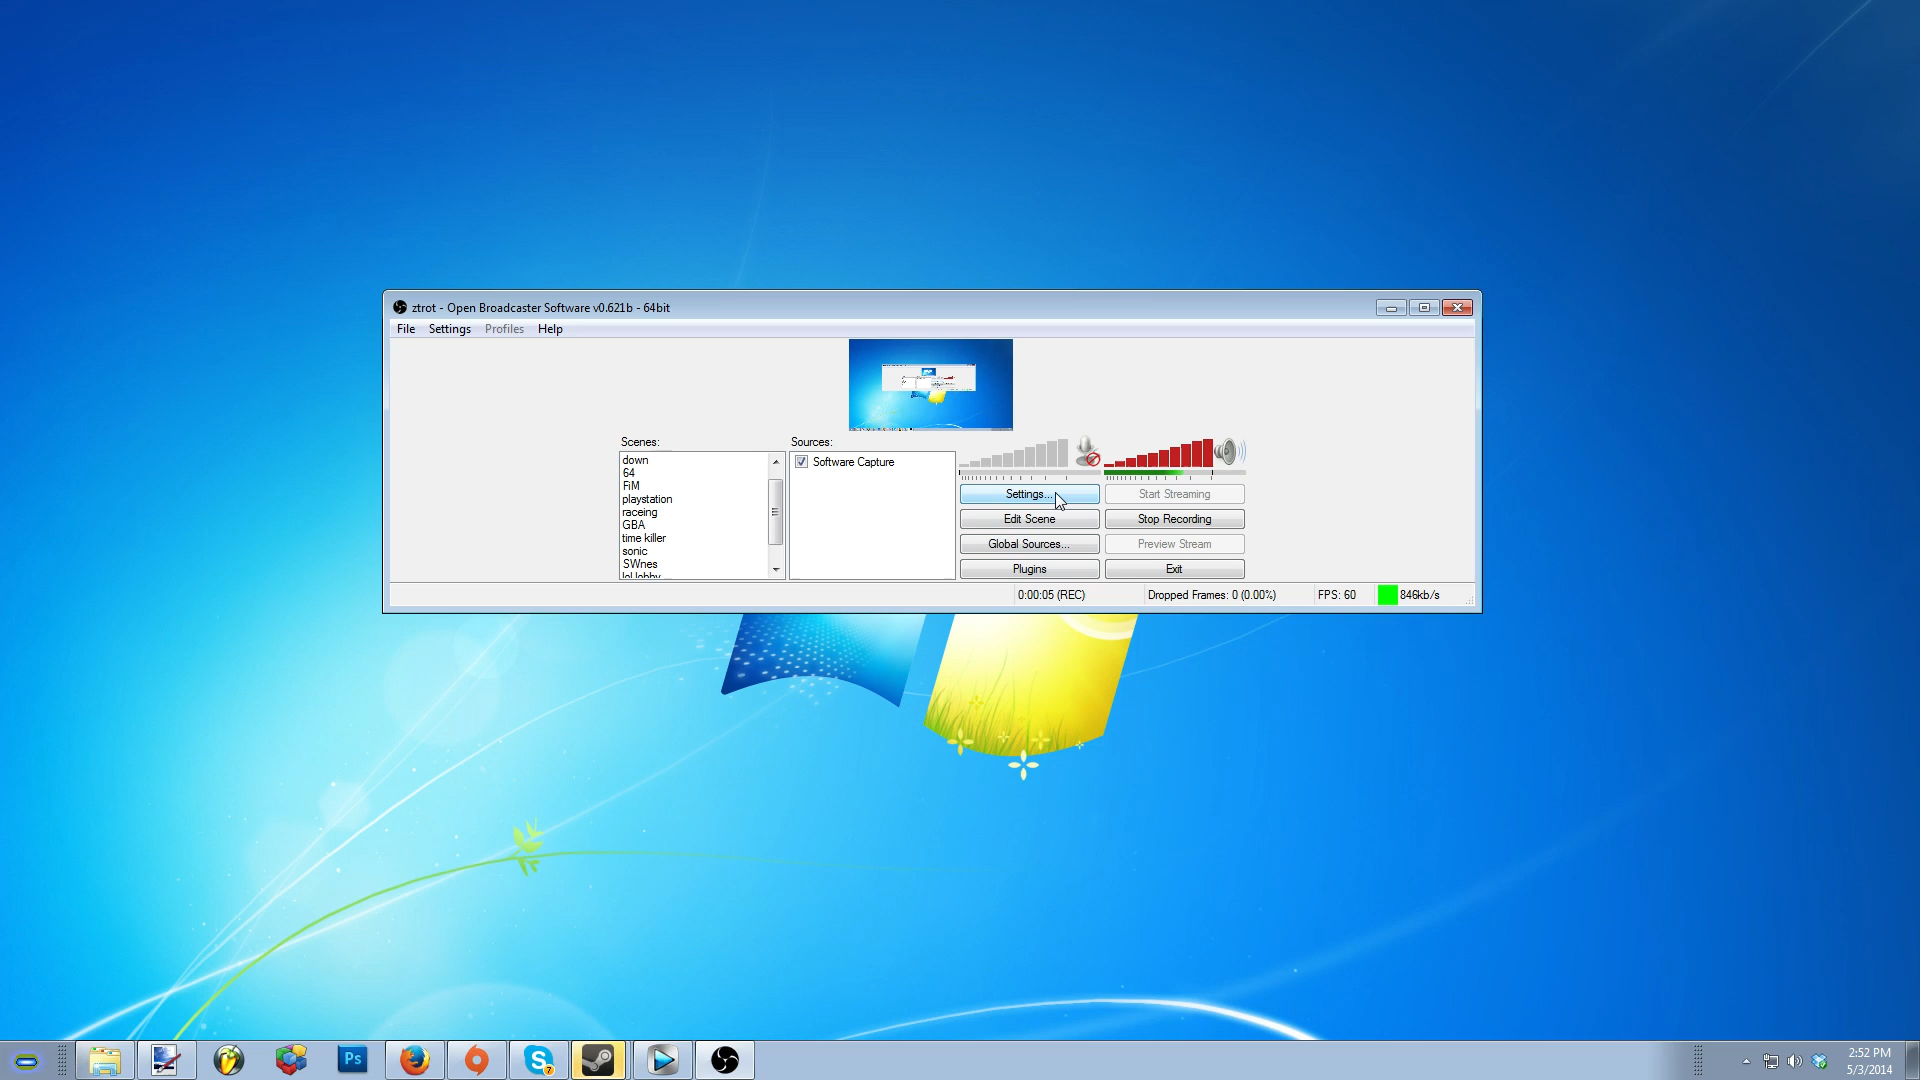 ztrot - Open Broadcaster Software v0.621b - 64bit
File Settings Profiles Help
Scenes:
Sources:
down
64
FiM
playstation
raceing
GBA
time killer
sonic
SWnes
lol lobby
Software Capture
Settings...
Start Streaming
Edit Scene
Stop Recording
Global Sources...
Preview Stream
Plugins
Exit
0:00:05 (REC)
Dropped Frames: 0 (0.00%)
FPS: 60
846kb/s
Ps
S
7
2:52 PM
5/3/2014